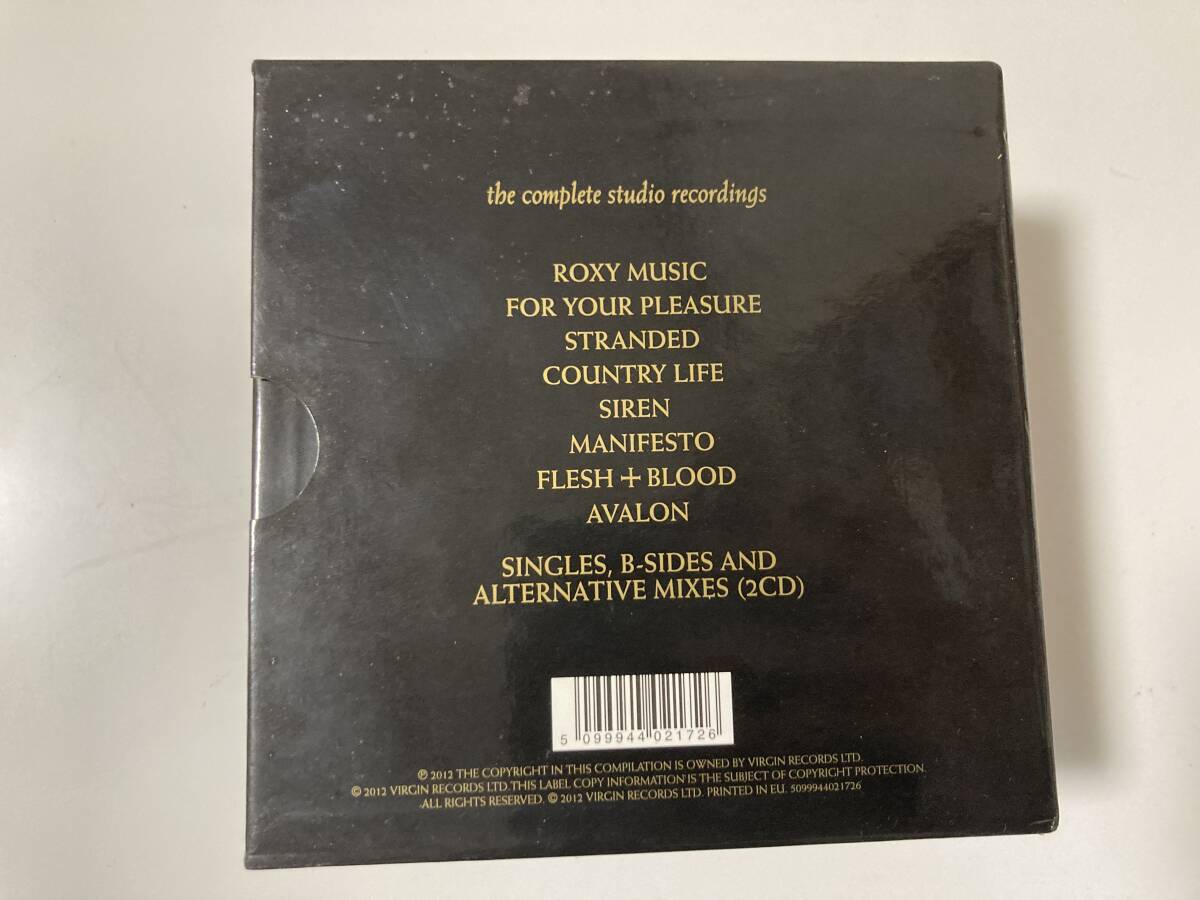 the complete studio recordings
ROXY MUSIC
FOR YOUR PLEASURE
STRANDED
COUNTRY LIFE
SIREN
MANIFESTO
FLESH + BLOOD
AVALON
SINGLES, B-SIDES AND
ALTERNATIVE MIXES (2CD)
5 099944 021726
℗ 2012 THE COPYRIGHT IN THIS COMPILATION IS OWNED BY VIRGIN RECORDS LTD.
© 2012 VIRGIN RECORDS LTD. THIS LABEL COPY INFORMATION IS THE SUBJECT OF COPYRIGHT PROTECTION.
ALL RIGHTS RESERVED. © 2012 VIRGIN RECORDS LTD. PRINTED IN EU. 5099944021726